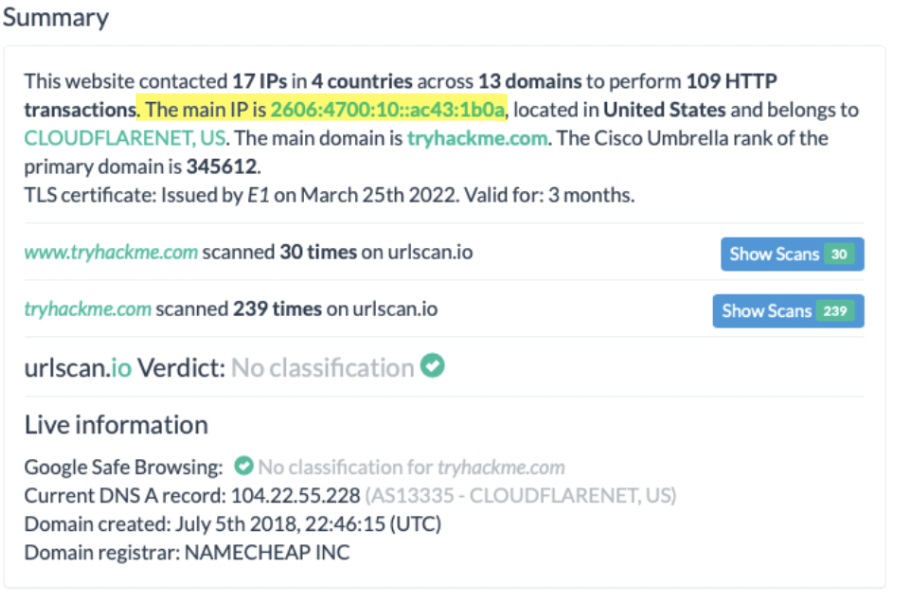 Summary
This website contacted 17 IPs in 4 countries across 13 domains to perform 109 HTTP
transactions. The main IP is 2606:4700:10::ac43:1b0a, located in United States and belongs to
CLOUDFLARENET, US. The main domain is tryhackme.com. The Cisco Umbrella rank of the
primary domain is 345612.
TLS certificate: Issued by E1 on March 25th 2022. Valid for: 3 months.
www.tryhackme.com scanned 30 times on urlscan.io Show Scans 30
tryhackme.com scanned 239 times on urlscan.io Show Scans 239
urlscan.io Verdict: No classification
Live information
Google Safe Browsing: No classification for tryhackme.com
Current DNS A record: 104.22.55.228 (AS13335 - CLOUDFLARENET, US)
Domain created: July 5th 2018, 22:46:15 (UTC)
Domain registrar: NAMECHEAP INC